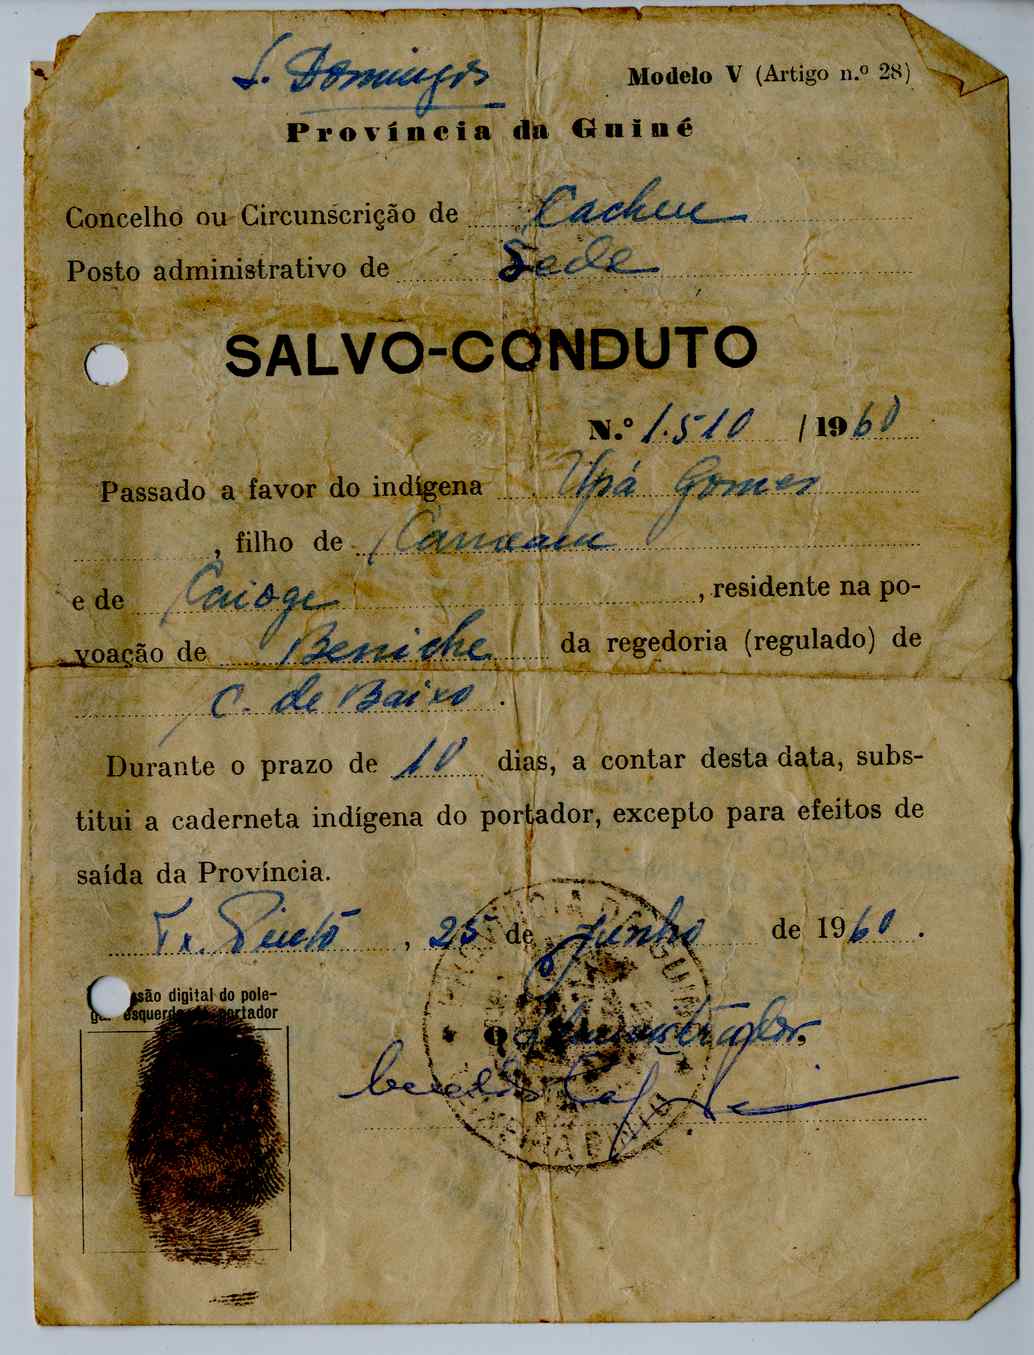 S. Domingos
Modelo V (Artigo n.º 28)
Província da Guiné
Concelho ou Circunscrição de Cacheu
Posto administrativo de Sede
SALVO-CONDUTO
N.º 1.510 / 1960
Passado a favor do indígena Upá Gomes
, filho de
e de Caioge , residente na po-
voação de Beniche da regedoria (regulado) de
C. de Baixo .
Durante o prazo de 10 dias, a contar desta data, subs-
titui a caderneta indígena do portador, excepto para efeitos de
saída da Província.
Tx. Pinto , 25 de Junho de 1960 .
são digital do pole-
esquerdo portador
O Administrador,